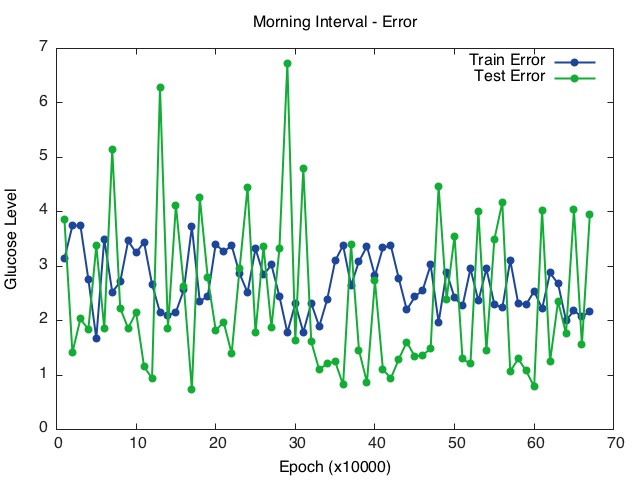 Morning Interval - Error
Train Error
Test Error
7
6
5
4
3
2
1
0
Glucose Level
0 10 20 30 40 50 60 70
Epoch (x10000)